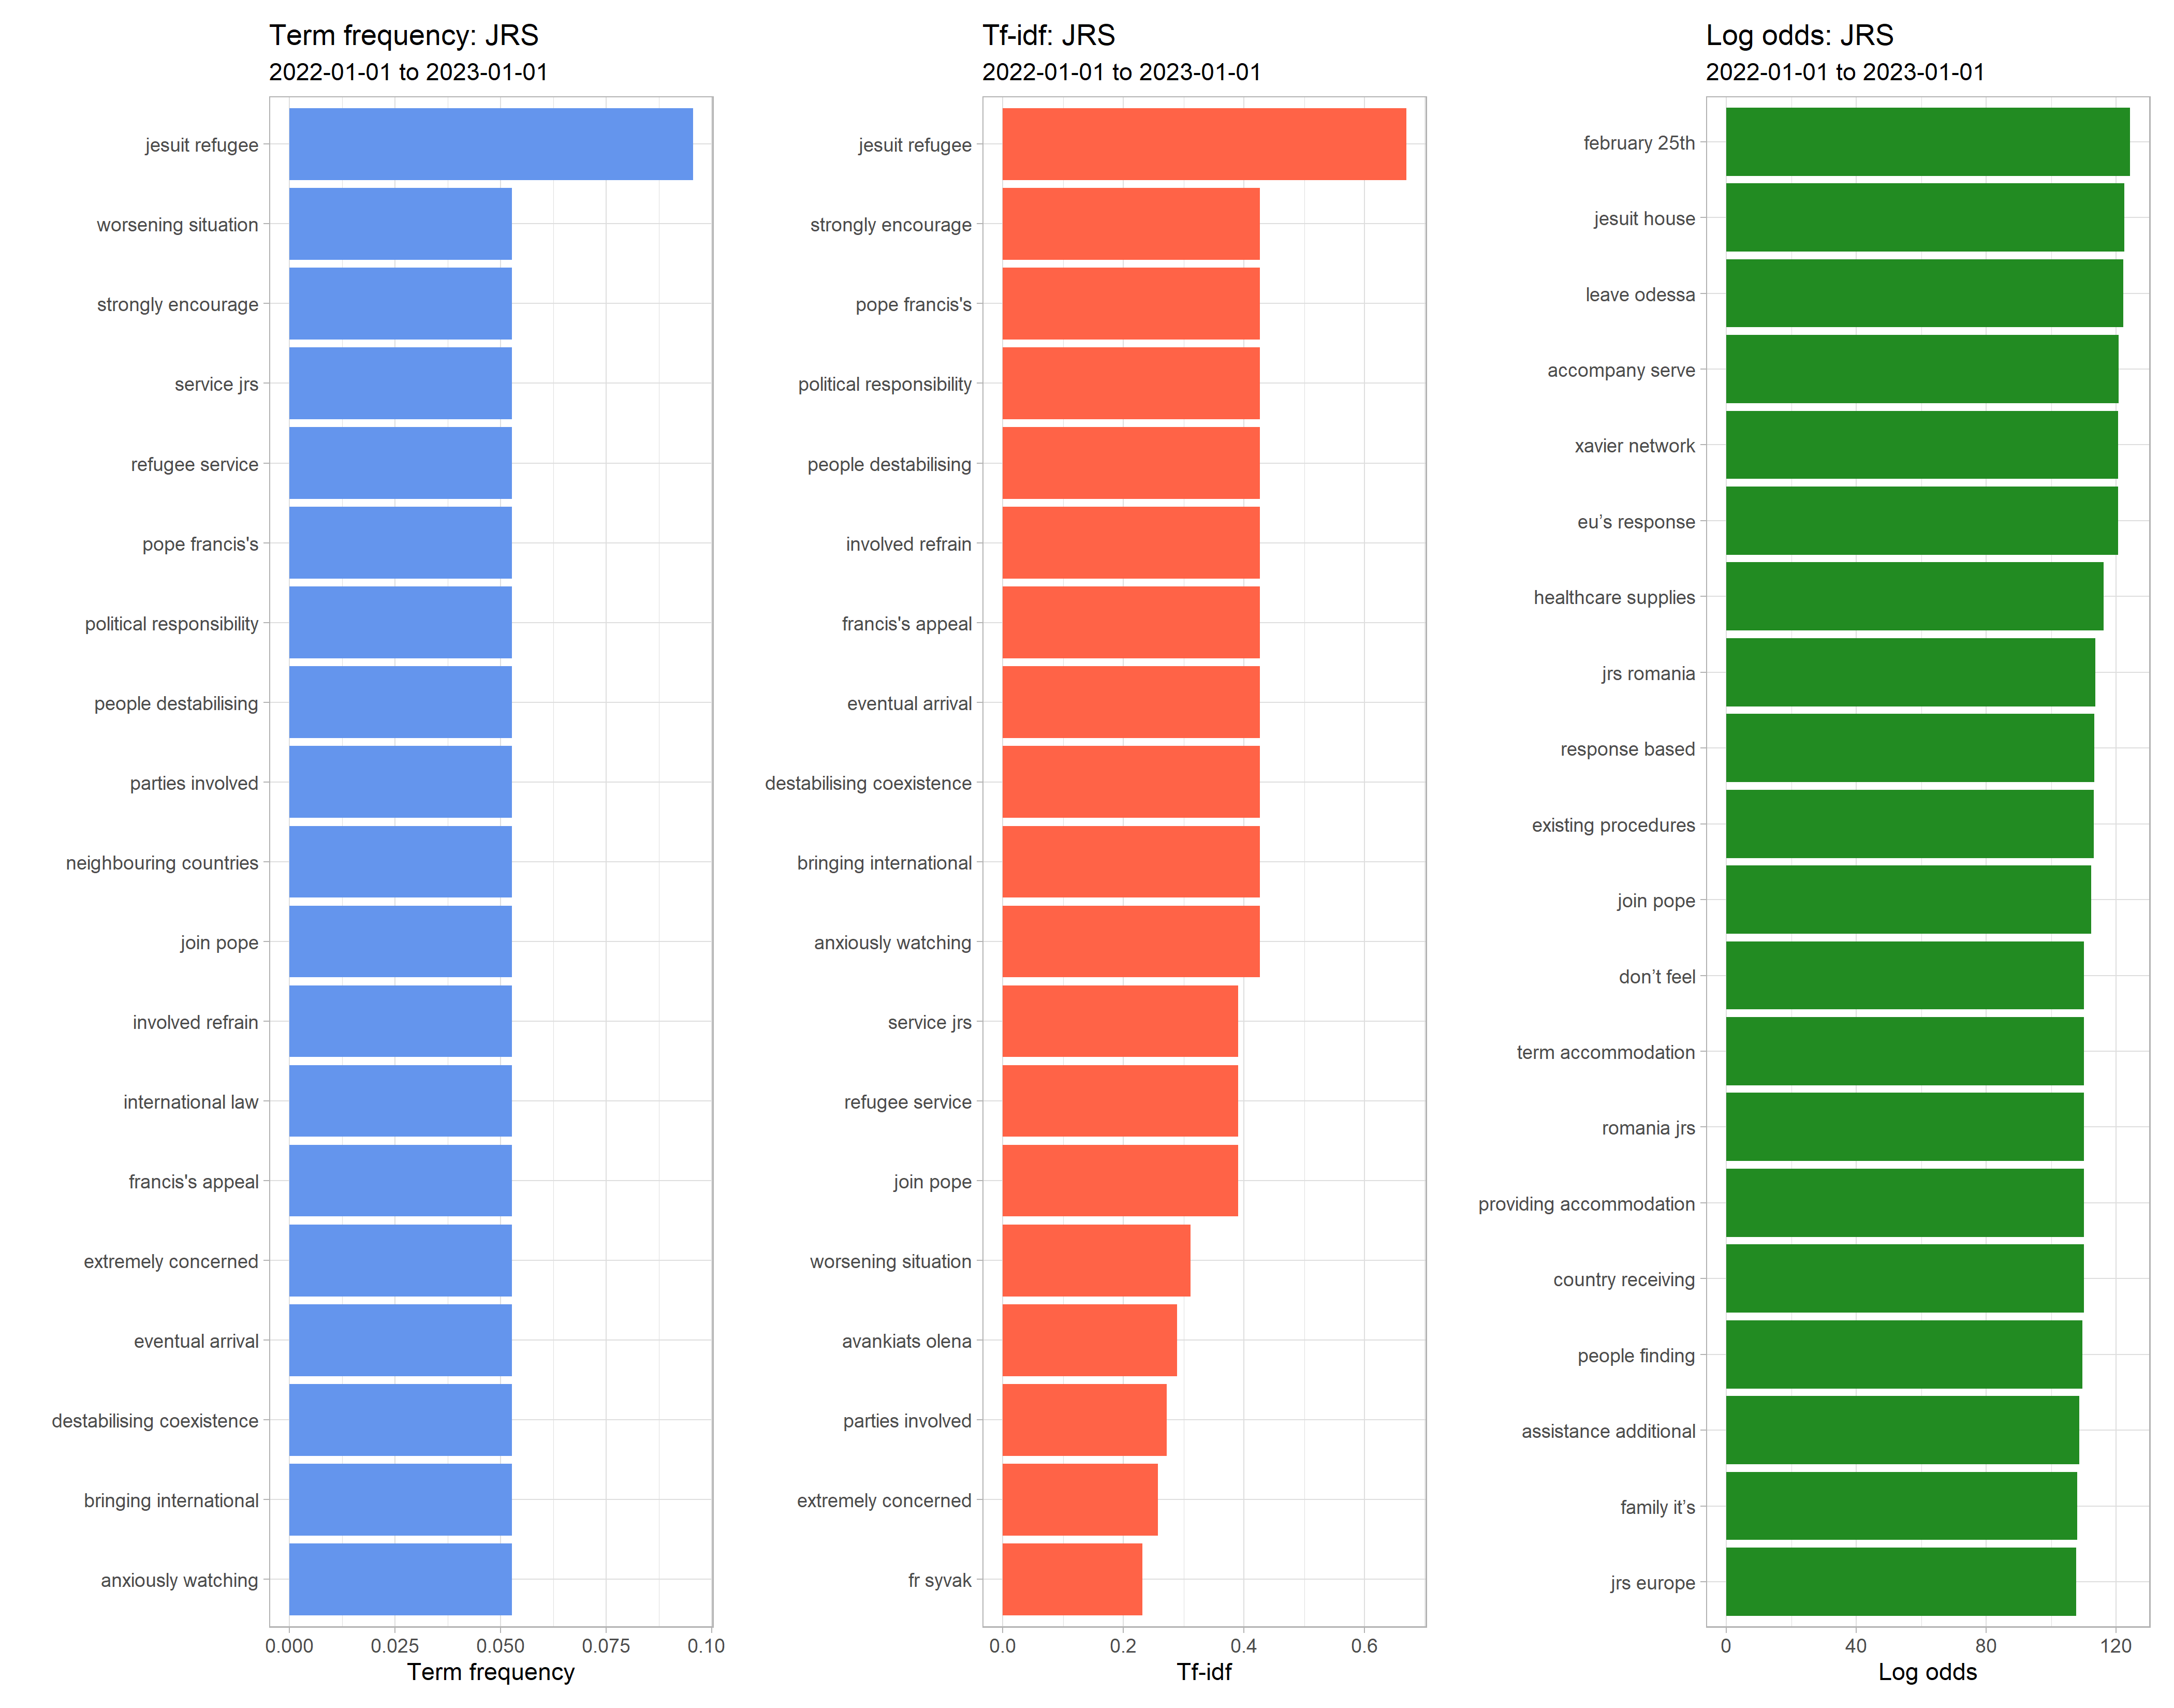 Term frequency: JRS
2022-01-01 to 2023-01-01
jesuit refugee
worsening situation
strongly encourage
service jrs
refugee service
pope francis's
political responsibility
people destabilising
parties involved
neighbouring countries
join pope
involved refrain
international law
francis's appeal
extremely concerned
eventual arrival
destabilising coexistence
bringing international
anxiously watching
0.000 0.025 0.050 0.075 0.10
Term frequency
Tf-idf: JRS
2022-01-01 to 2023-01-01
jesuit refugee
strongly encourage
pope francis's
political responsibility
people destabilising
involved refrain
francis's appeal
eventual arrival
destabilising coexistence
bringing international
anxiously watching
service jrs
refugee service
join pope
worsening situation
avankiats olena
parties involved
extremely concerned
fr syvak
0.0 0.2 0.4 0.6
Tf-idf
Log odds: JRS
2022-01-01 to 2023-01-01
february 25th
jesuit house
leave odessa
accompany serve
xavier network
eu’s response
healthcare supplies
jrs romania
response based
existing procedures
join pope
don’t feel
term accommodation
romania jrs
providing accommodation
country receiving
people finding
assistance additional
family it’s
jrs europe
0 40 80 120
Log odds